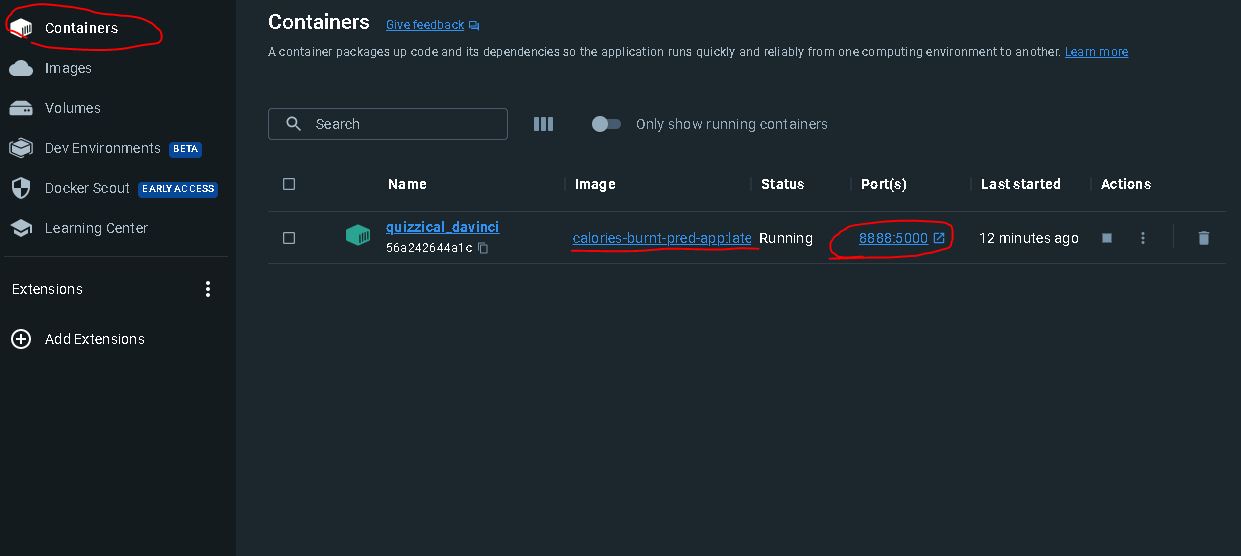 Containers
Images
Volumes
Dev Environments BETA
Docker Scout EARLY ACCESS
Learning Center
Extensions
Add Extensions
Containers Give feedback
A container packages up code and its dependencies so the application runs quickly and reliably from one computing environment to another. Learn more
Search
Only show running containers
Name Image Status Port(s) Last started Actions
quizzical_davinci
56a242644a1c
calories-burnt-pred-app:late Running 8888:5000 12 minutes ago